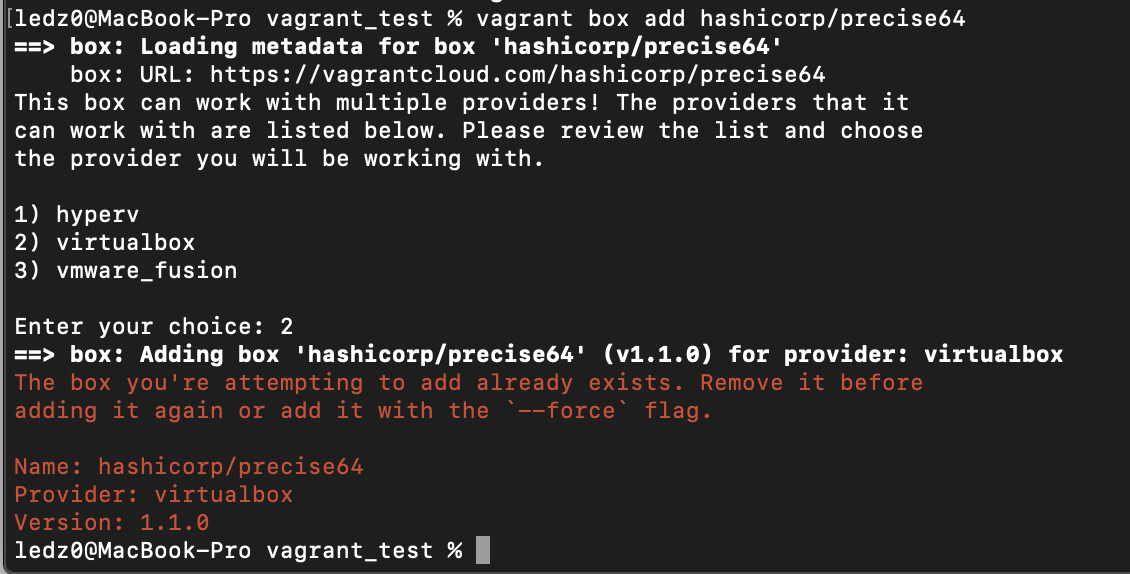 [ledz0@MacBook-Pro vagrant_test % vagrant box add hashicorp/precise64
==> box: Loading metadata for box 'hashicorp/precise64'
    box: URL: https://vagrantcloud.com/hashicorp/precise64
This box can work with multiple providers! The providers that it
can work with are listed below. Please review the list and choose
the provider you will be working with.

1) hyperv
2) virtualbox
3) vmware_fusion

Enter your choice: 2
==> box: Adding box 'hashicorp/precise64' (v1.1.0) for provider: virtualbox
The box you're attempting to add already exists. Remove it before
adding it again or add it with the `--force` flag.

Name: hashicorp/precise64
Provider: virtualbox
Version: 1.1.0
ledz0@MacBook-Pro vagrant_test %